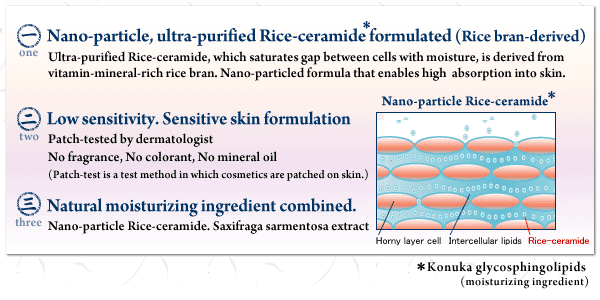 一 Nano-particle, ultra-purified Rice-ceramide* formulated (Rice bran-derived)
one
Ultra-purified Rice-ceramide, which saturates gap between cells with moisture, is derived from
vitamin-mineral-rich rice bran. Nano-particled formula that enables high absorption into skin.
二 Low sensitivity. Sensitive skin formulation
two
Patch-tested by dermatologist
No fragrance, No colorant, No mineral oil
(Patch-test is a test method in which cosmetics are patched on skin.)
三 Natural moisturizing ingredient combined.
three
Nano-particle Rice-ceramide. Saxifraga sarmentosa extract
Nano-particle Rice-ceramide*
Horny layer cell Intercellular lipids Rice-ceramide
*Konuka glycosphingolipids
(moisturizing ingredient)